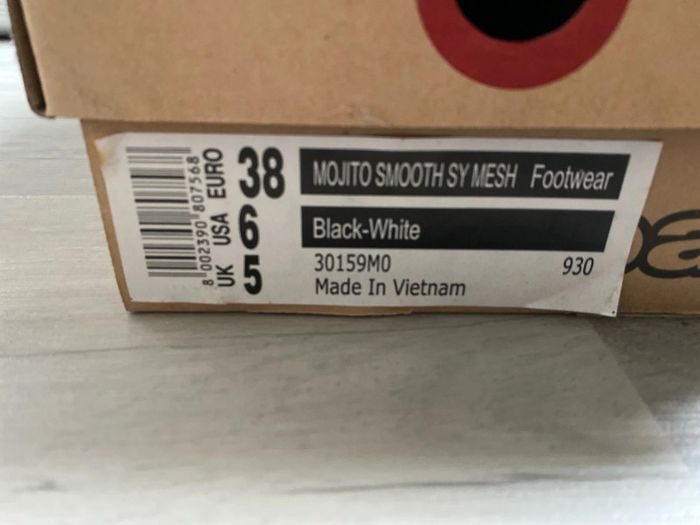 MOJITO SMOOTH SY MESH Footwear
Black-White
30159M0 930
Made In Vietnam
EURO 38
USA 6
UK 5
8 002390 807568